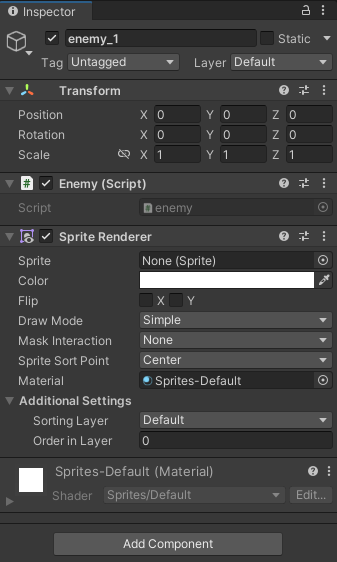 Inspector
enemy_1 Static
Tag Untagged Layer Default
Transform
Position X 0 Y 0 Z 0
Rotation X 0 Y 0 Z 0
Scale X 1 Y 1 Z 1
# Enemy (Script)
Script # enemy
Sprite Renderer
Sprite None (Sprite)
Color
Flip X Y
Draw Mode Simple
Mask Interaction None
Sprite Sort Point Center
Material Sprites-Default
Additional Settings
Sorting Layer Default
Order in Layer 0
Sprites-Default (Material)
Shader Sprites/Default Edit...
Add Component